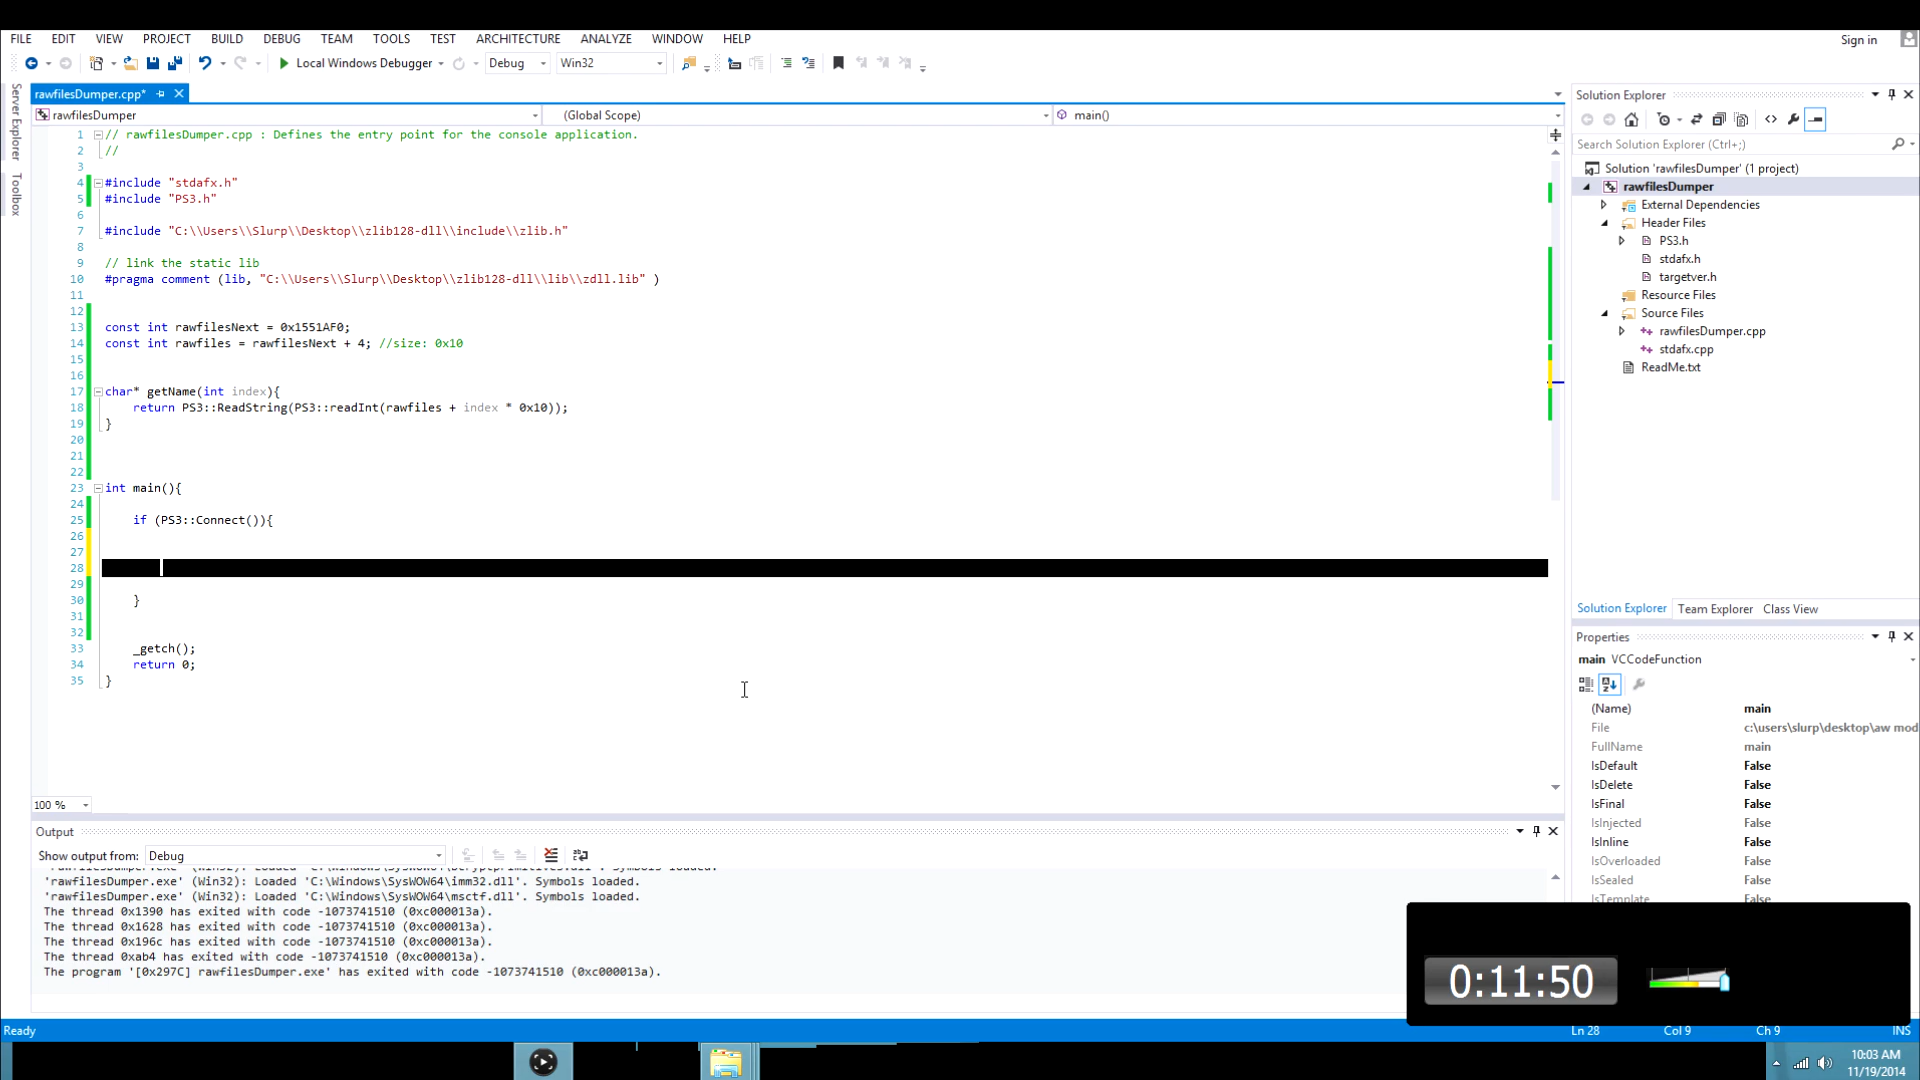 FILE EDIT VIEW PROJECT BUILD DEBUG TEAM TOOLS TEST ARCHITECTURE ANALYZE WINDOW HELP
Sign in
Local Windows Debugger Debug Win32
Server Explorer
Toolbox
rawfilesDumper.cpp*
rawfilesDumper (Global Scope) main()
1 // rawfilesDumper.cpp : Defines the entry point for the console application.
2 //
3
4 #include "stdafx.h"
5 #include "PS3.h"
6
7 #include "C:\\Users\\Slurp\\Desktop\\zlib128-dll\\include\\zlib.h"
8
9 // link the static lib
10 #pragma comment (lib, "C:\\Users\\Slurp\\Desktop\\zlib128-dll\\lib\\zdll.lib" )
11
12
13 const int rawfilesNext = 0x1551AF0;
14 const int rawfiles = rawfilesNext + 4; //size: 0x10
15
16
17 char* getName(int index){
18 return PS3::ReadString(PS3::readInt(rawfiles + index * 0x10));
19 }
20
21
22
23 int main(){
24
25 if (PS3::Connect()){
26
27
28
29
30 }
31
32
33 _getch();
34 return 0;
35 }
100 %
Output
Show output from: Debug
'rawfilesDumper.exe' (Win32): Loaded 'C:\Windows\SysWOW64\imm32.dll'. Symbols loaded.
'rawfilesDumper.exe' (Win32): Loaded 'C:\Windows\SysWOW64\msctf.dll'. Symbols loaded.
The thread 0x1390 has exited with code -1073741510 (0xc000013a).
The thread 0x1628 has exited with code -1073741510 (0xc000013a).
The thread 0x196c has exited with code -1073741510 (0xc000013a).
The thread 0xab4 has exited with code -1073741510 (0xc000013a).
The program '[0x297C] rawfilesDumper.exe' has exited with code -1073741510 (0xc000013a).
Solution Explorer
Search Solution Explorer (Ctrl+;)
Solution 'rawfilesDumper' (1 project)
rawfilesDumper
External Dependencies
Header Files
PS3.h
stdafx.h
targetver.h
Resource Files
Source Files
rawfilesDumper.cpp
stdafx.cpp
ReadMe.txt
Solution Explorer Team Explorer Class View
Properties
main VCCodeFunction
(Name) main
File c:\users\slurp\desktop\aw mod
FullName main
IsDefault False
IsDelete False
IsFinal False
IsInjected False
IsInline False
IsOverloaded False
IsSealed False
IsTemplate False
0:11:50
Ready Ln 28 Col 9 Ch 9 INS
10:03 AM
11/19/2014